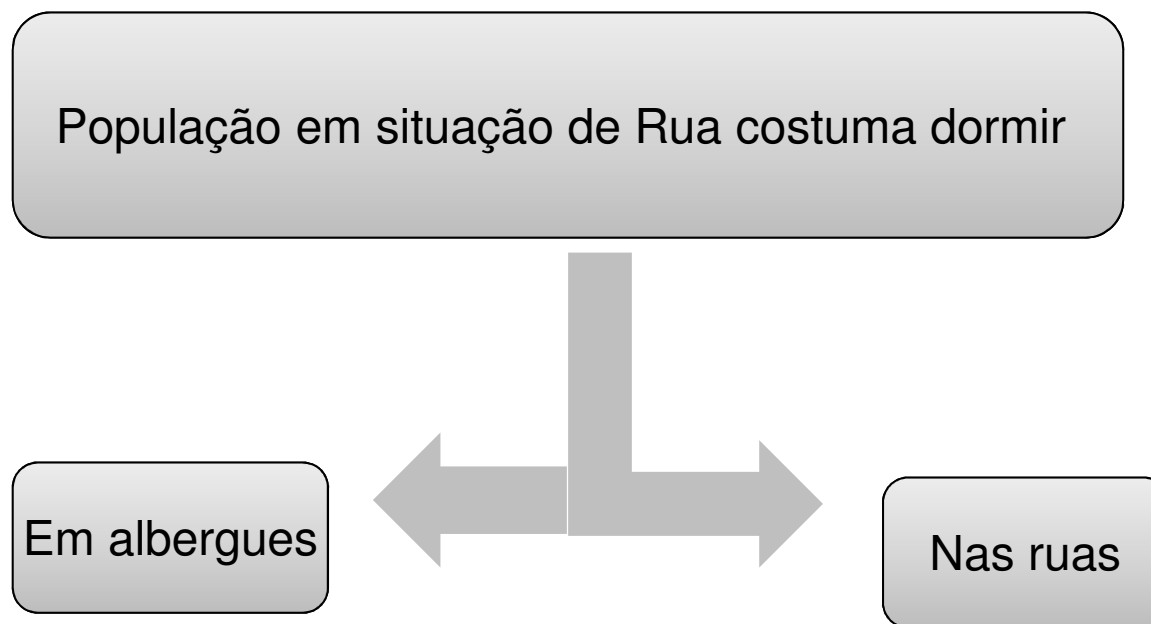 População em situação de Rua costuma dormir
Em albergues
Nas ruas